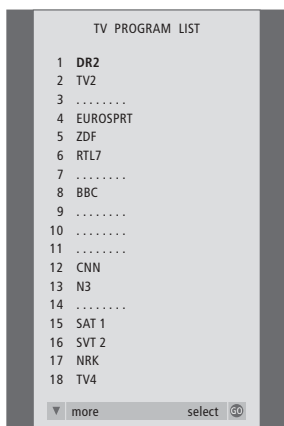 TV PROGRAM LIST
1 DR2
2 TV2
3 ........
4 EUROSPRT
5 ZDF
6 RTL7
7 ........
8 BBC
9 ........
10 ........
11 ........
12 CNN
13 N3
14 ........
15 SAT 1
16 SVT 2
17 NRK
18 TV4
▼ more select GO